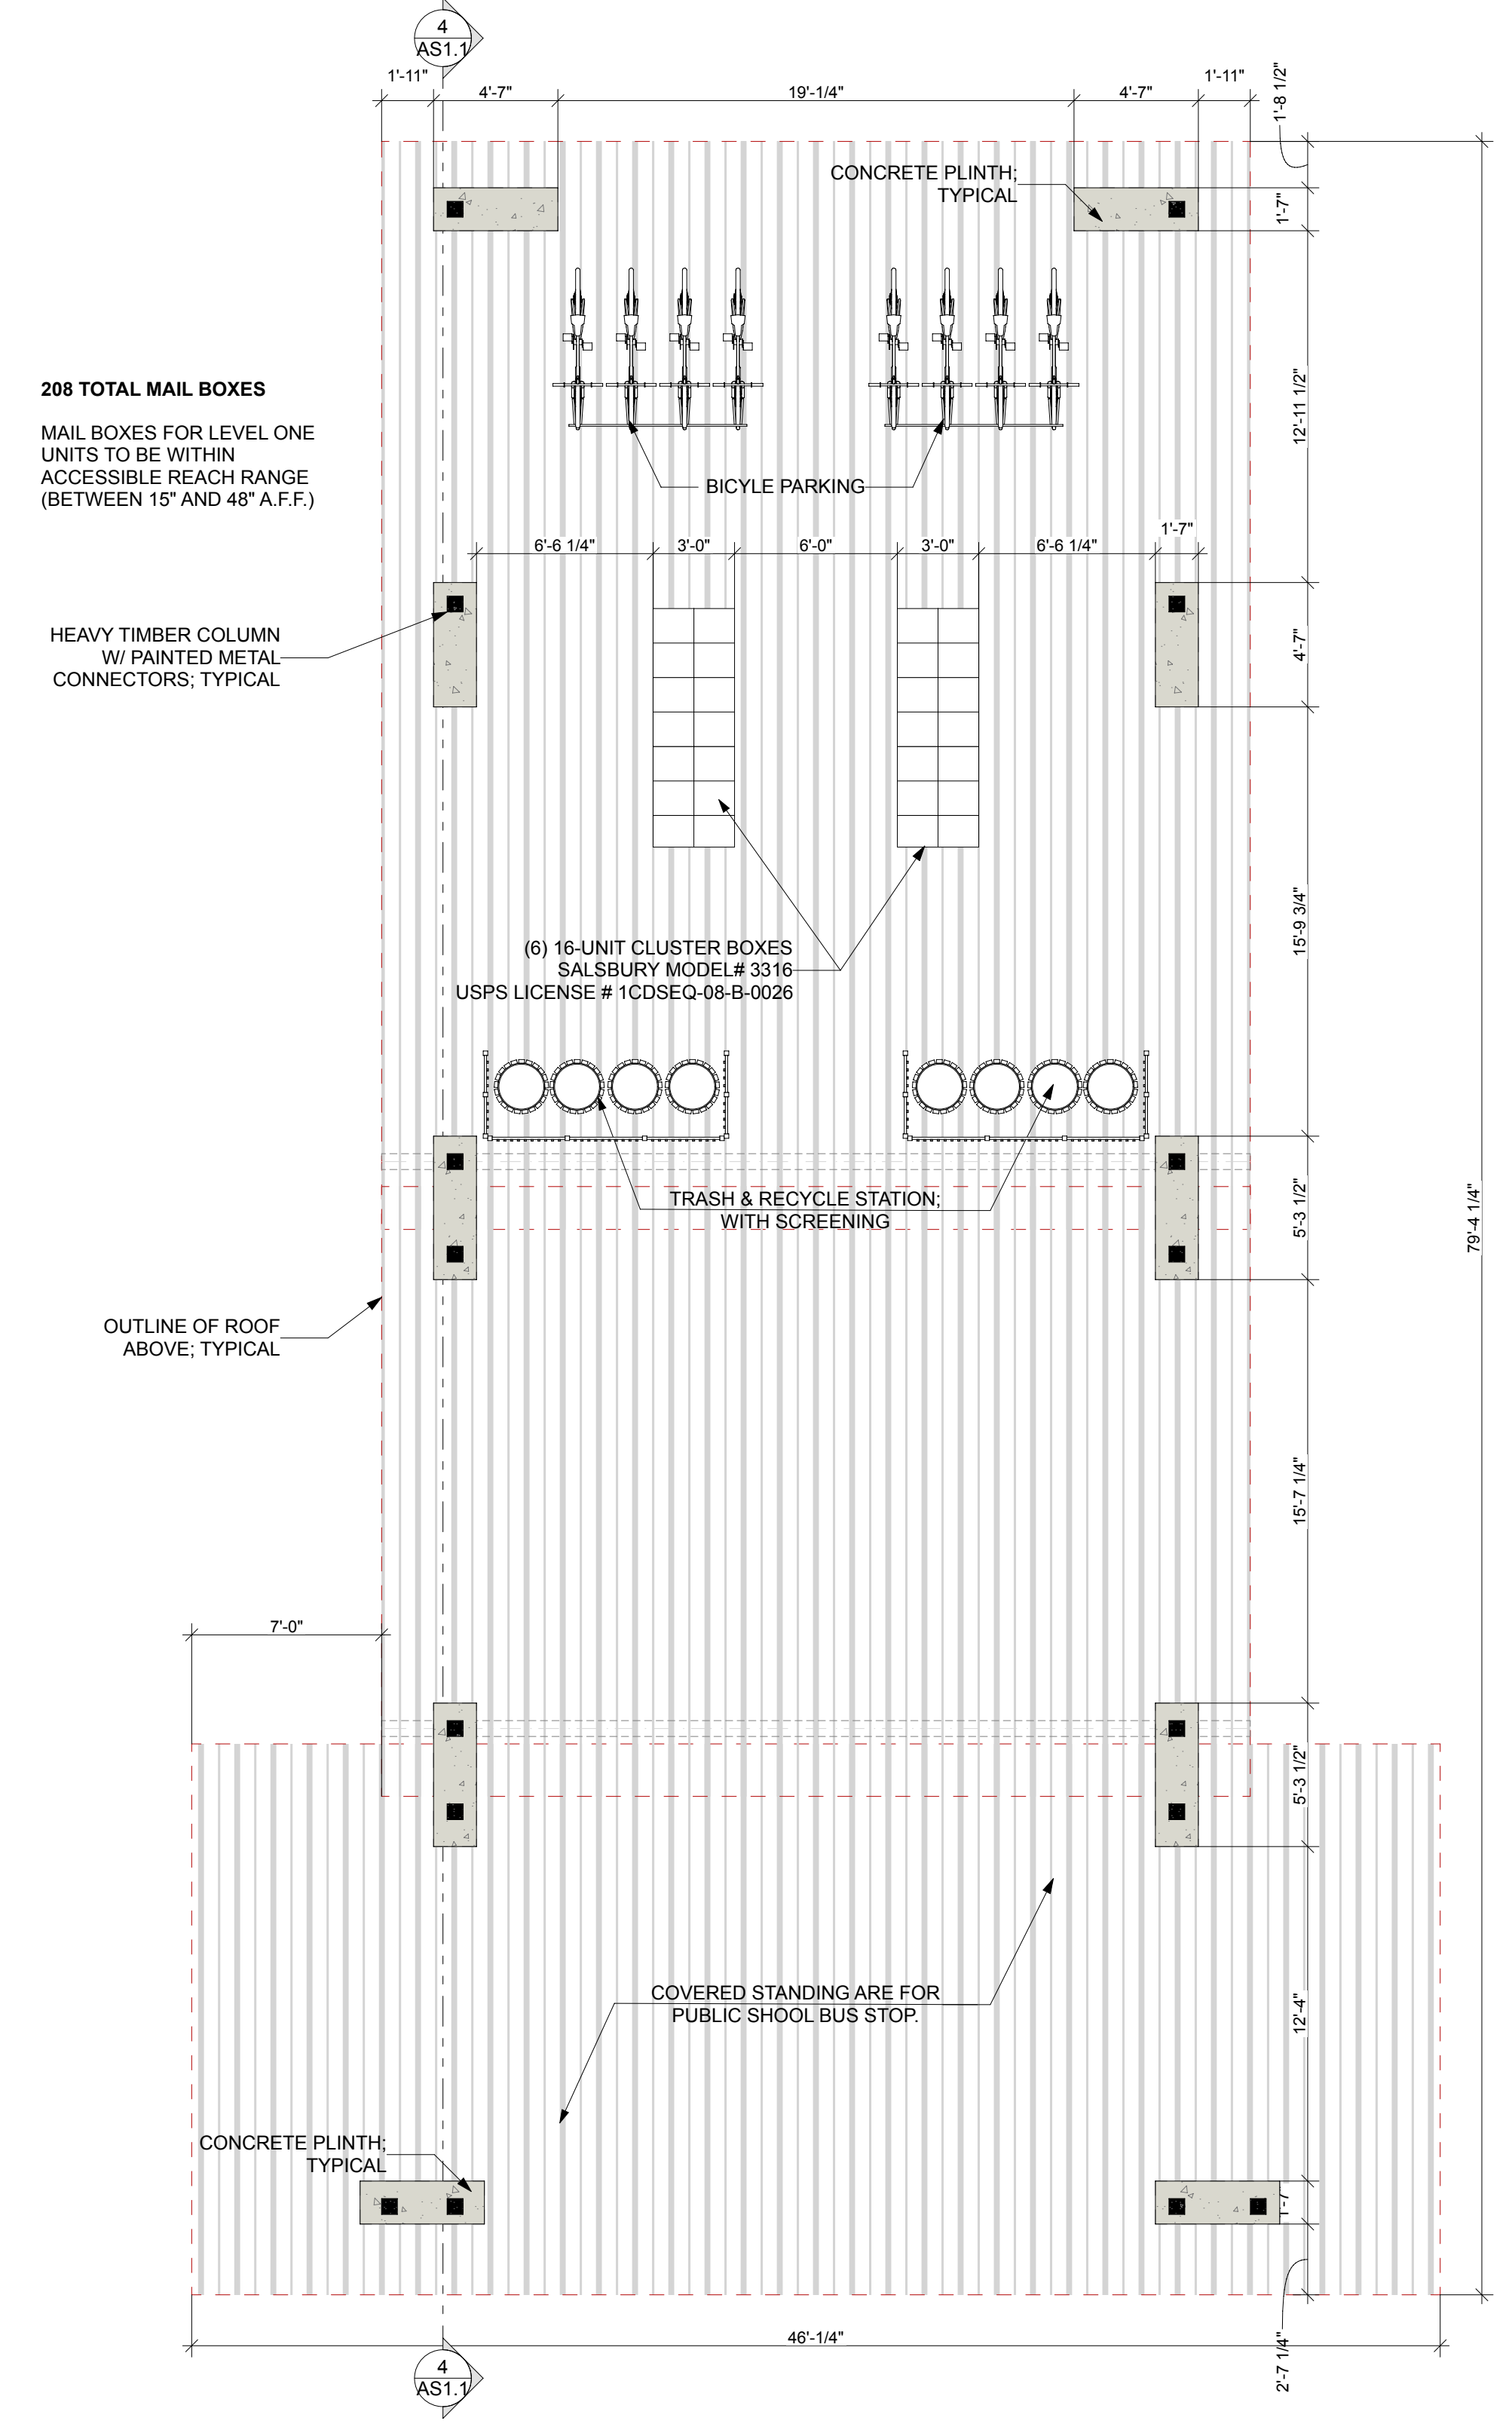 4
AS1.1
1'-11"
4'-7"
19'-1/4"
4'-7"
1'-11"
1'-8 1/2"
CONCRETE PLINTH;
TYPICAL
1'-7"
208 TOTAL MAIL BOXES
MAIL BOXES FOR LEVEL ONE
UNITS TO BE WITHIN
ACCESSIBLE REACH RANGE
(BETWEEN 15" AND 48" A.F.F.)
12'-11 1/2"
BICYLE PARKING
6'-6 1/4"
3'-0"
6'-0"
3'-0"
6'-6 1/4"
1'-7"
HEAVY TIMBER COLUMN
W/ PAINTED METAL
CONNECTORS; TYPICAL
4'-7"
(6) 16-UNIT CLUSTER BOXES
SALSBURY MODEL# 3316
USPS LICENSE # 1CDSEQ-08-B-0026
15'-9 3/4"
TRASH & RECYCLE STATION;
WITH SCREENING
5'-3 1/2"
79'-4 1/4"
OUTLINE OF ROOF
ABOVE; TYPICAL
15'-7 1/4"
7'-0"
5'-3 1/2"
COVERED STANDING ARE FOR
PUBLIC SHOOL BUS STOP.
12'-4"
CONCRETE PLINTH;
TYPICAL
46'-1/4"
2'-7 1/4"
4
AS1.1